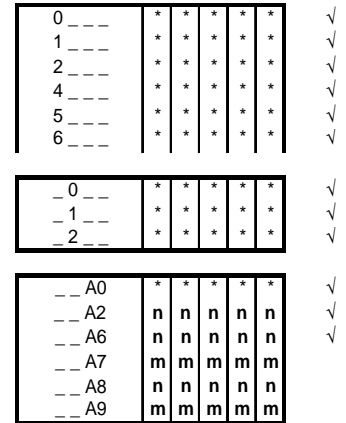 0 _ _ _ * * * * * √
1 _ _ _ * * * * * √
2 _ _ _ * * * * * √
4 _ _ _ * * * * * √
5 _ _ _ * * * * * √
6 _ _ _ * * * * * √
_ 0 _ _ * * * * * √
_ 1 _ _ * * * * * √
_ 2 _ _ * * * * * √
_ _ A0 * * * * * √
_ _ A2 n n n n n √
_ _ A6 n n n n n √
_ _ A7 m m m m m
_ _ A8 n n n n n
_ _ A9 m m m m m